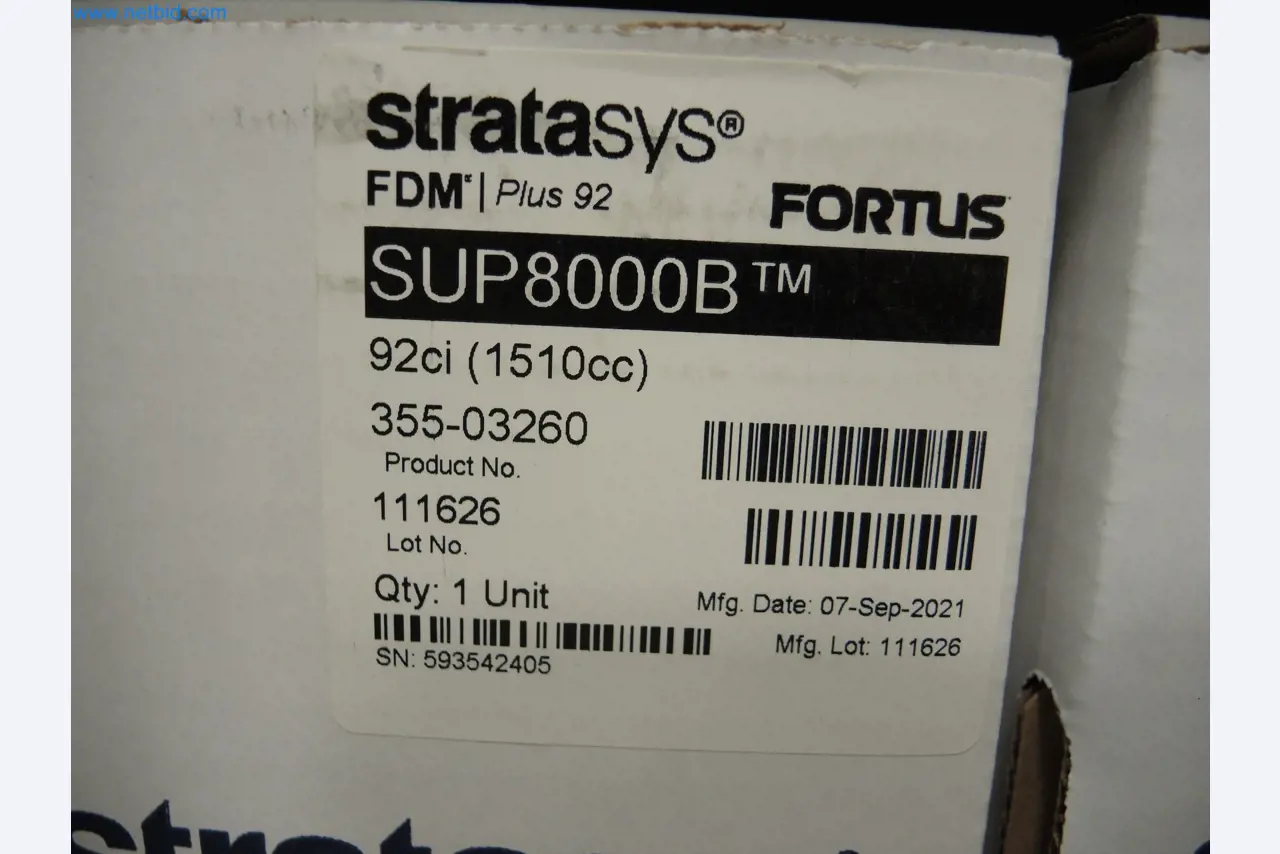 www.netbid.com
stratasys®
FDM™ | Plus 92
FORTUS
SUP8000B™
92ci (1510cc)
355-03260
Product No.
111626
Lot No.
Qty: 1 Unit
Mfg. Date: 07-Sep-2021
Mfg. Lot: 111626
SN: 593542405